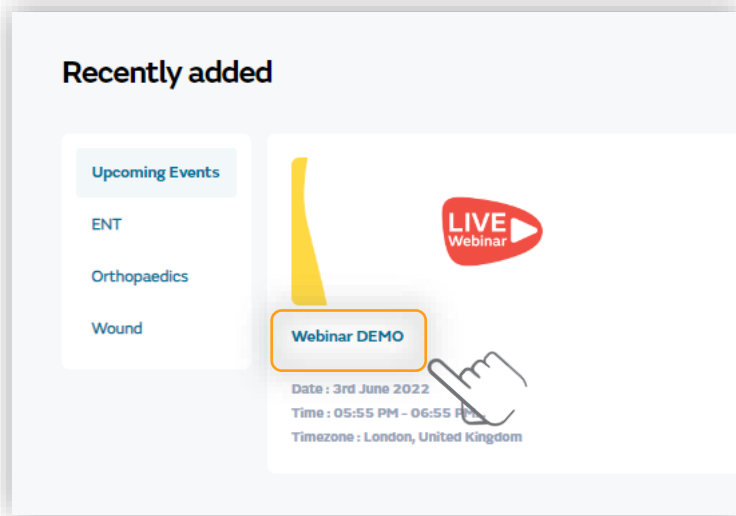 Recently added
Upcoming Events
ENT
Orthopaedics
Wound
LIVE
Webinar
Webinar DEMO
Date : 3rd June 2022
Time : 05:55 PM - 06:55 PM
Timezone : London, United Kingdom